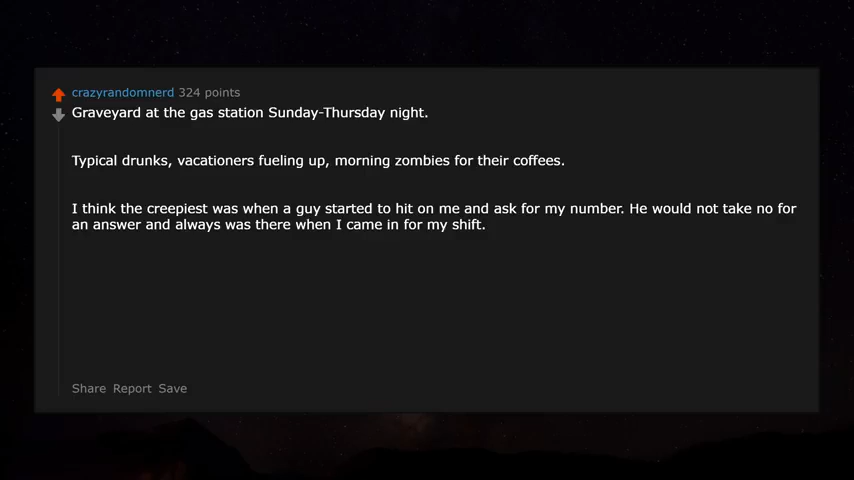 crazyrandomnerd 324 points
Graveyard at the gas station Sunday-Thursday night.
Typical drunks, vacationers fueling up, morning zombies for their coffees.
I think the creepiest was when a guy started to hit on me and ask for my number. He would not take no for
an answer and always was there when I came in for my shift.
Share Report Save